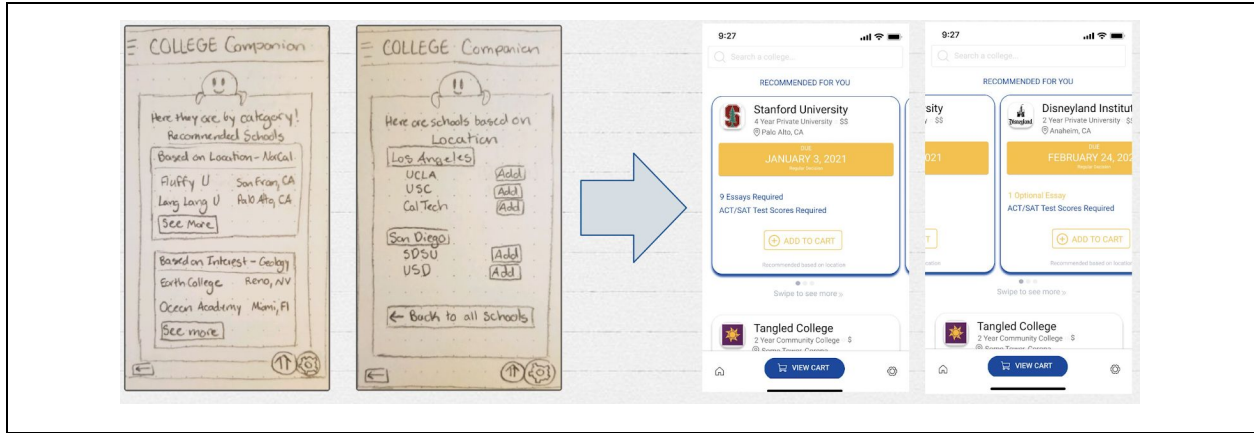 COLLEGE Companion
Here they are by category!
Recommended Schools
Based on Location - NorCal
Fluffy U San Fran, CA
Lang Lang U Palo Alto, CA
See More
Based on Interest - Geology
Earth College Reno, NV
Ocean Academy Miami, Fl
See more
COLLEGE Companion
Here are schools based on
Location
Los Angeles
UCLA Add
USC Add
Cal Tech Add
San Diego
SDSU Add
USD Add
← Back to all schools
9:27
Search a college...
RECOMMENDED FOR YOU
Stanford University
4 Year Private University $$
Palo Alto, CA
DUE
JANUARY 3, 2021
Regular Decision
9 Essays Required
ACT/SAT Test Scores Required
ADD TO CART
Recommended based on location
Swipe to see more »
Tangled College
2 Year Community College $
VIEW CART
9:27
Search a college...
RECOMMENDED FOR YOU
sity
$$
021
T
location
Disneyland Institut
2 Year Private University $$
Anaheim, CA
DUE
FEBRUARY 24, 202
Regular Decision
1 Optional Essay
ACT/SAT Test Scores Required
ADD TO CART
Recommended based on location
Swipe to see more »
Tangled College
2 Year Community College $
VIEW CART